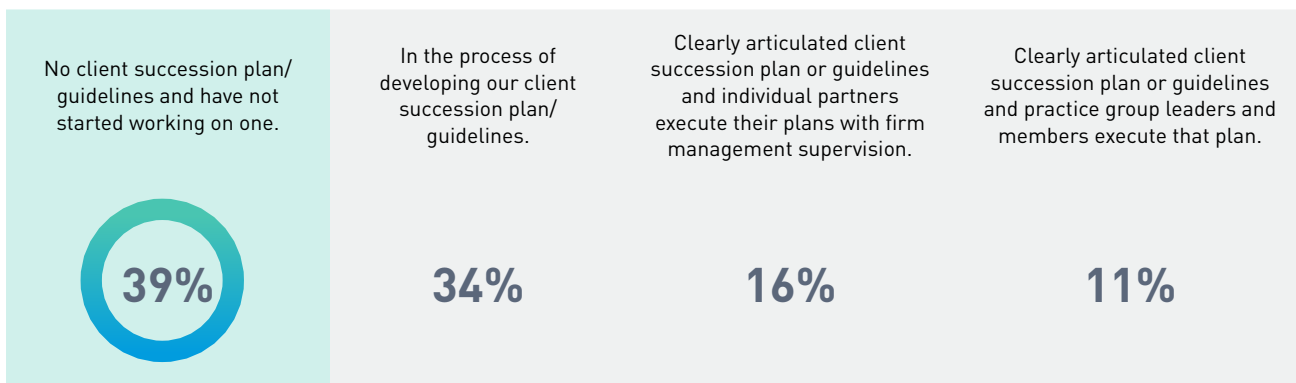 No client succession plan/
guidelines and have not
started working on one.
39%
In the process of
developing our client
succession plan/
guidelines.
34%
Clearly articulated client
succession plan or guidelines
and individual partners
execute their plans with firm
management supervision.
16%
Clearly articulated client
succession plan or guidelines
and practice group leaders and
members execute that plan.
11%